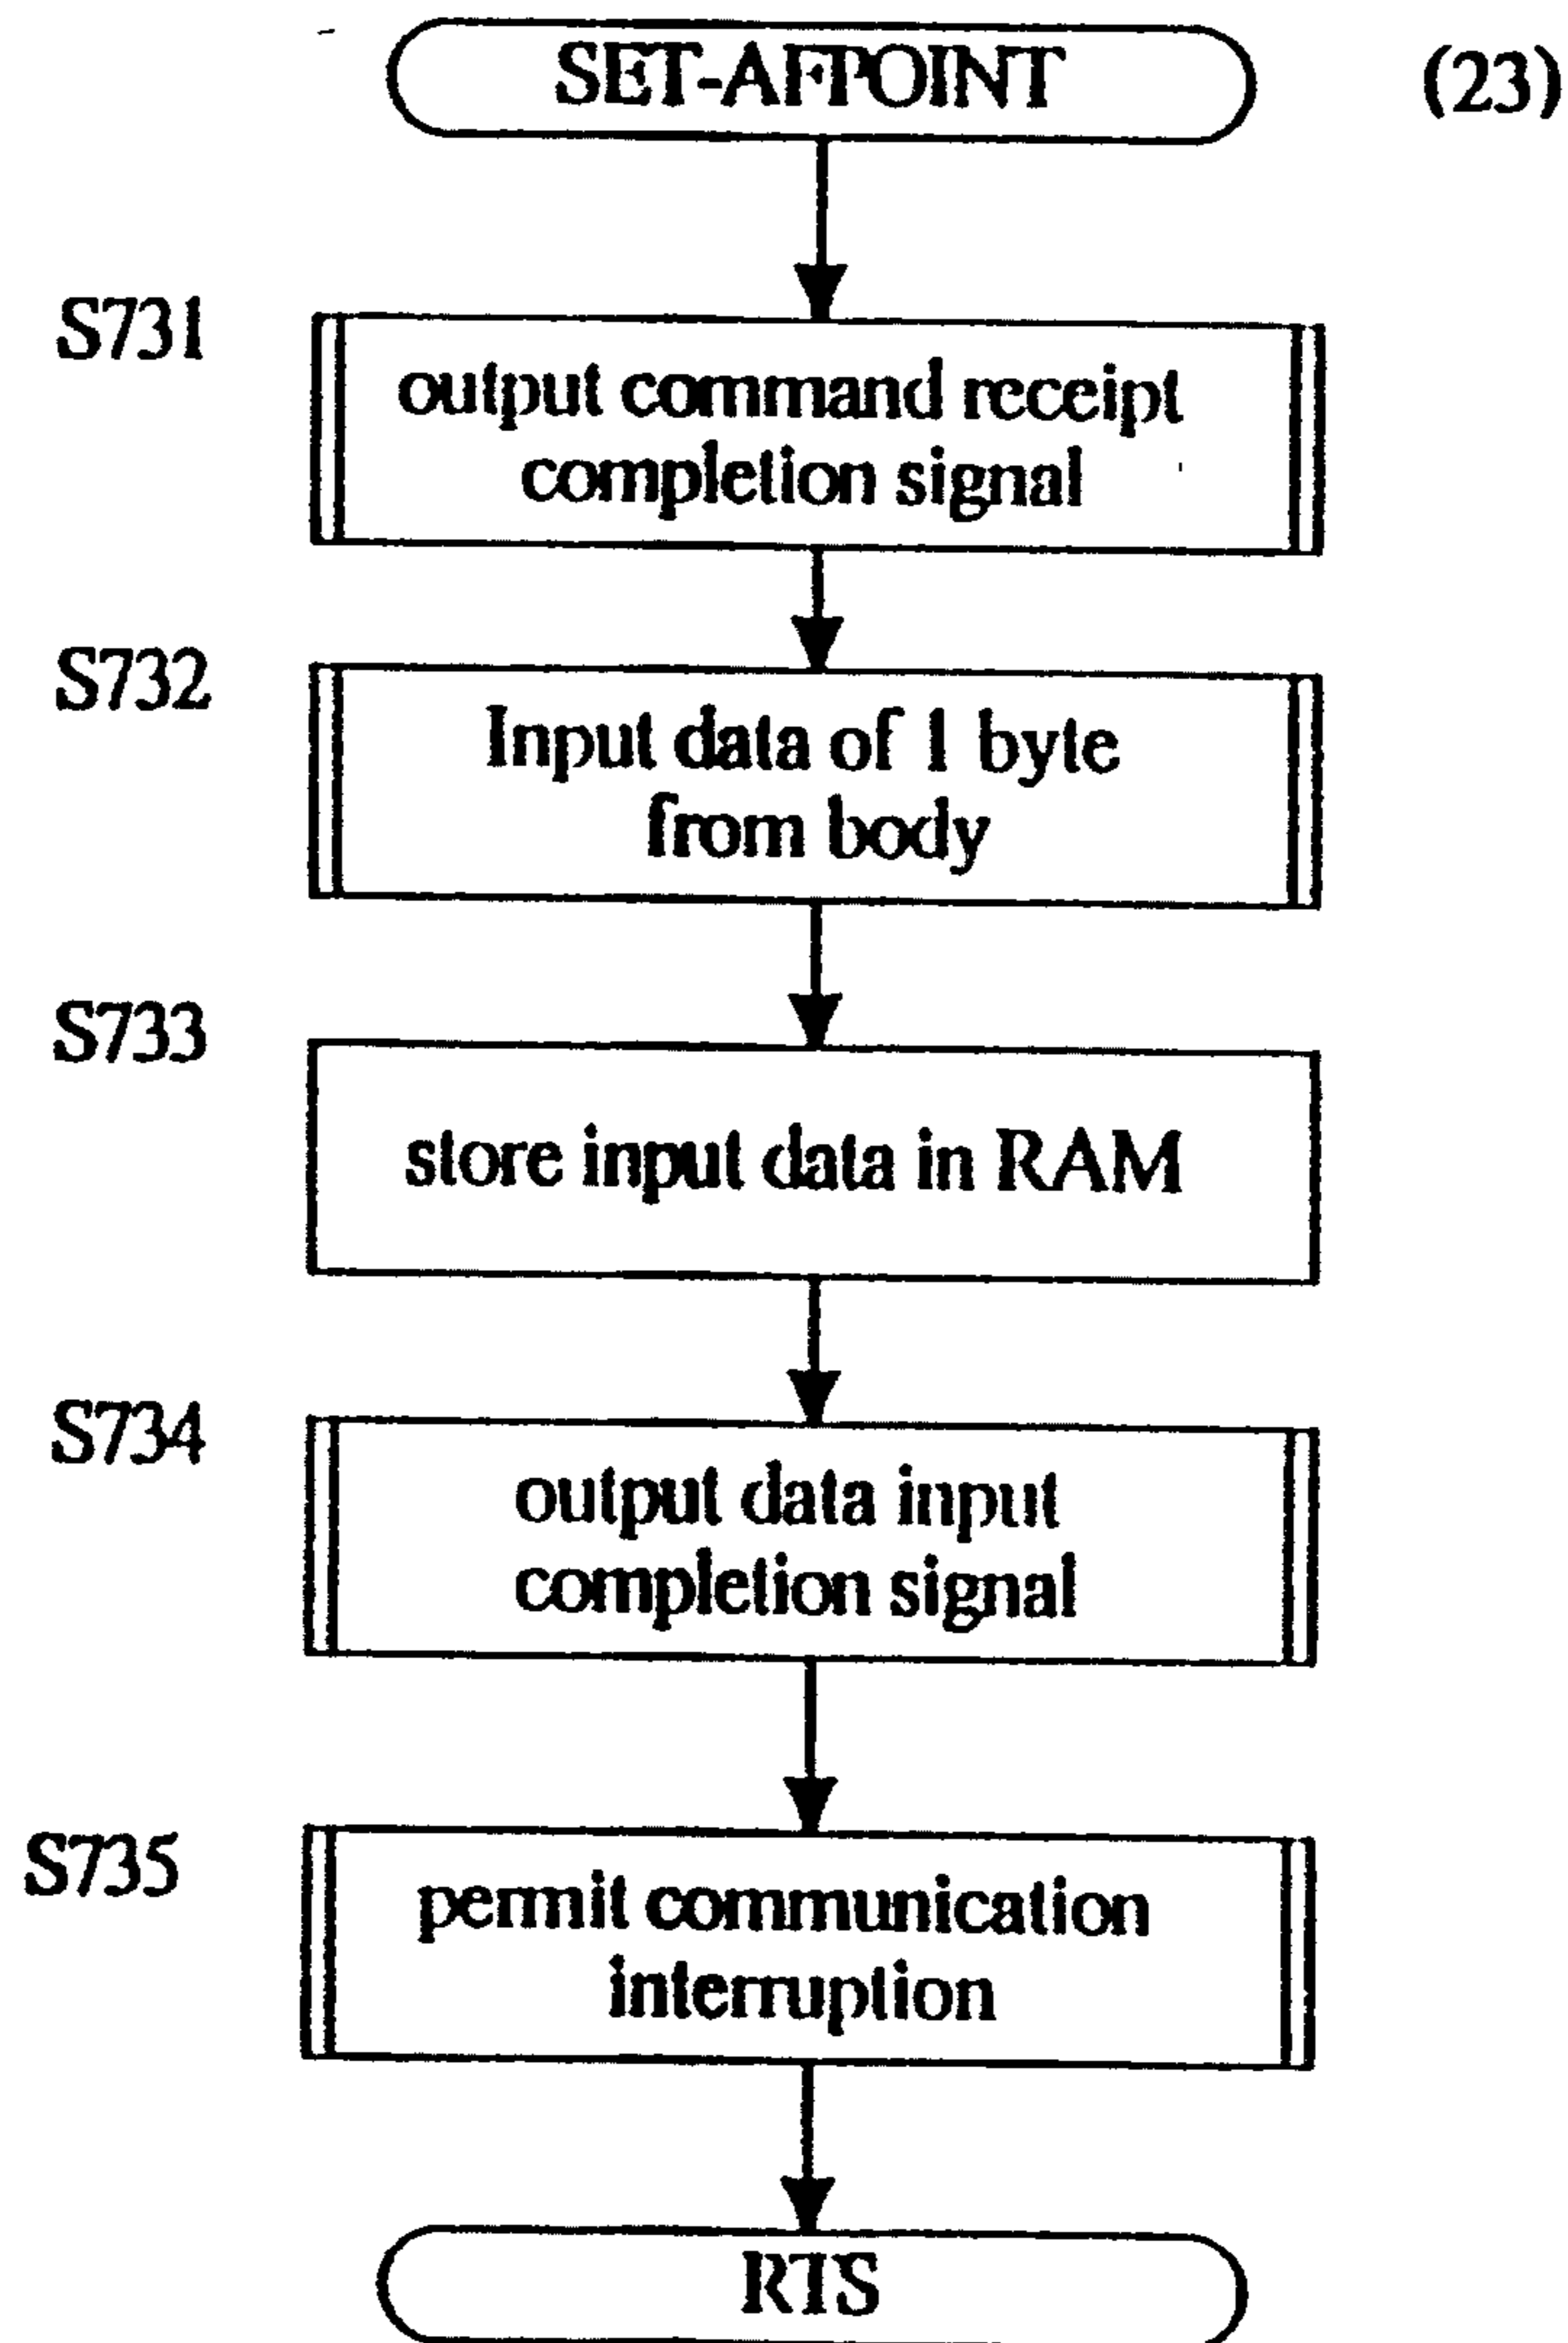 SET-AFPOINT
(23)
S731
output command receipt
completion signal
S732
Input data of 1 byte
from body
S733
store input data in RAM
S734
output data input
completion signal
S735
permit communication
interruption
RTS